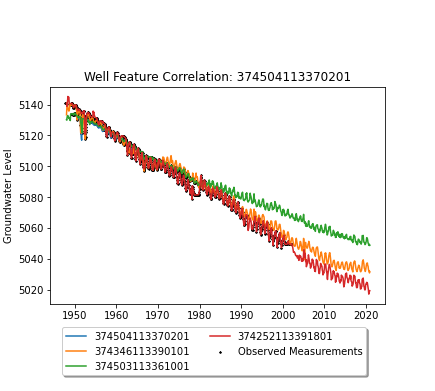 Well Feature Correlation: 374504113370201
Groundwater Level
5140
5120
5100
5080
5060
5040
5020
1950 1960 1970 1980 1990 2000 2010 2020
374504113370201
374346113390101
374503113361001
374252113391801
Observed Measurements